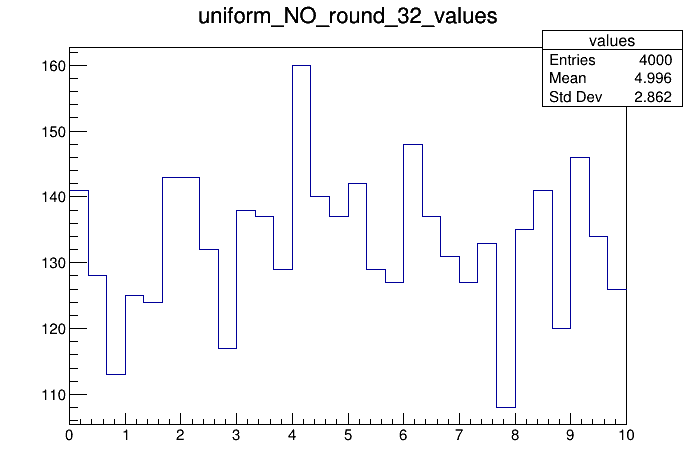 uniform_NO_round_32_values
values
Entries 4000
Mean 4.996
Std Dev 2.862
160
150
140
130
120
110
0 1 2 3 4 5 6 7 8 9 10